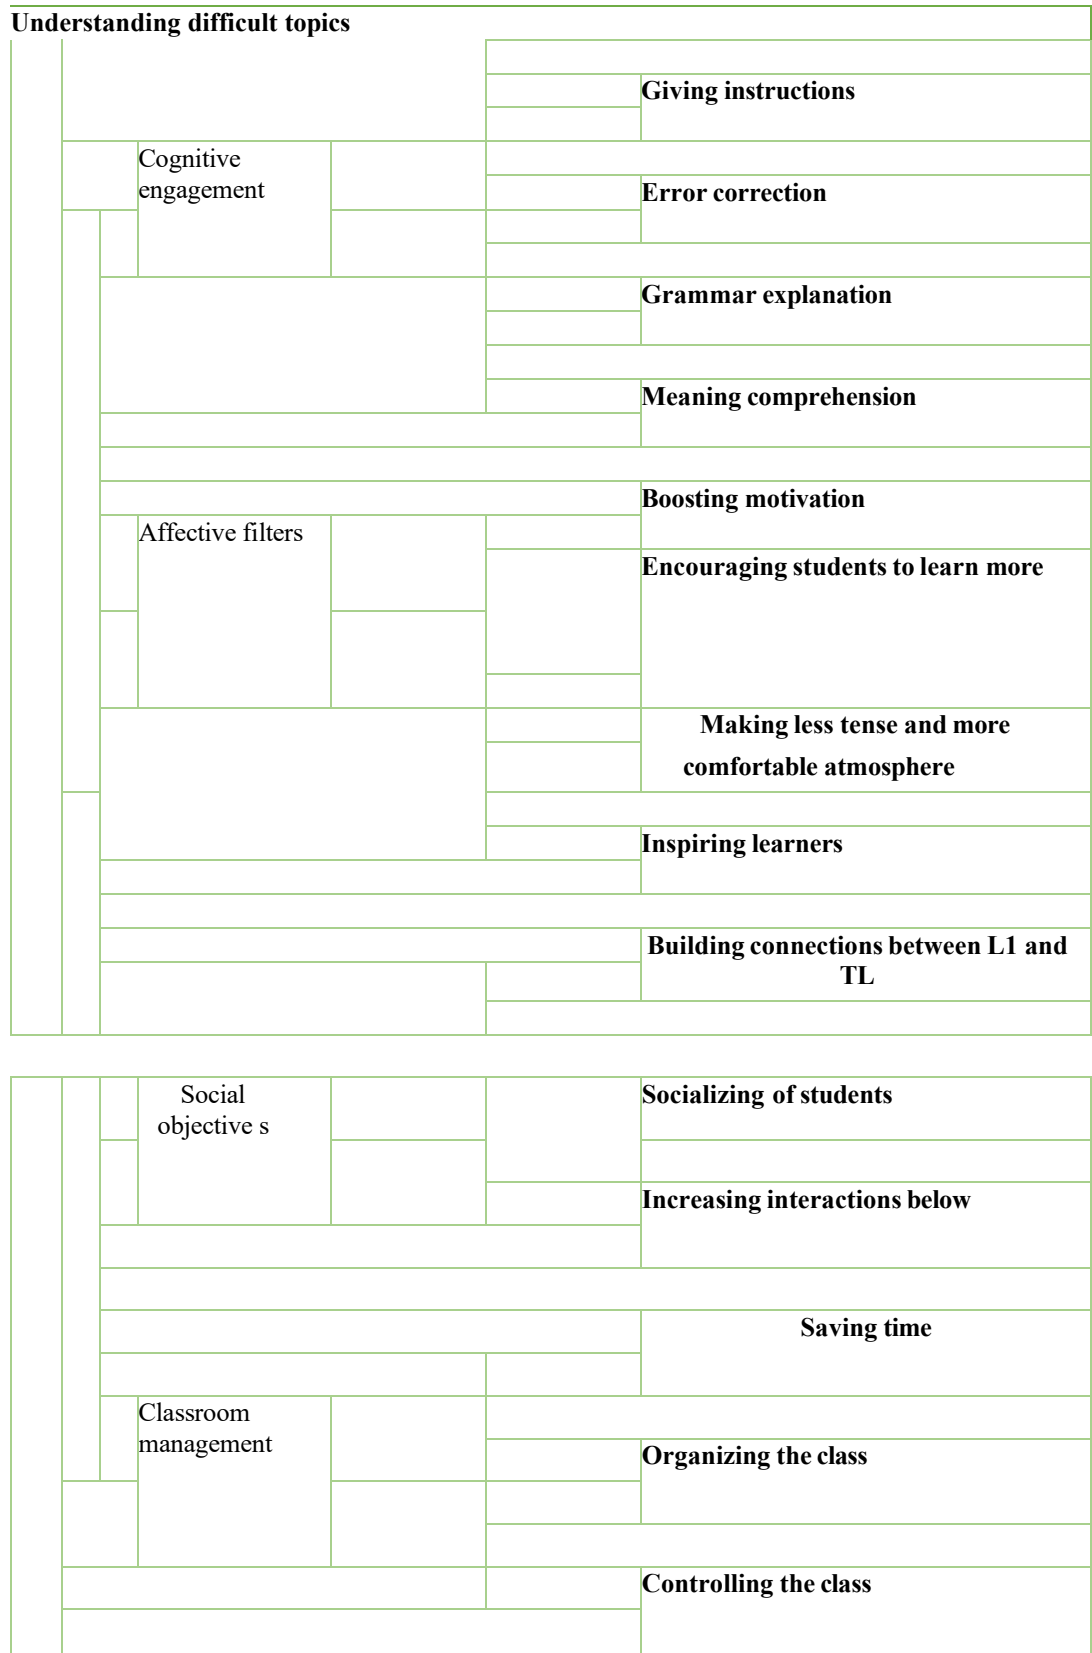 Understanding difficult topics
Giving instructions
Cognitive
engagement
Error correction
Grammar explanation
Meaning comprehension
Boosting motivation
Affective filters
Encouraging students to learn more
Making less tense and more
comfortable atmosphere
Inspiring learners
Building connections between L1 and
TL
Social
objective s
Socializing of students
Increasing interactions below
Saving time
Classroom
management
Organizing the class
Controlling the class